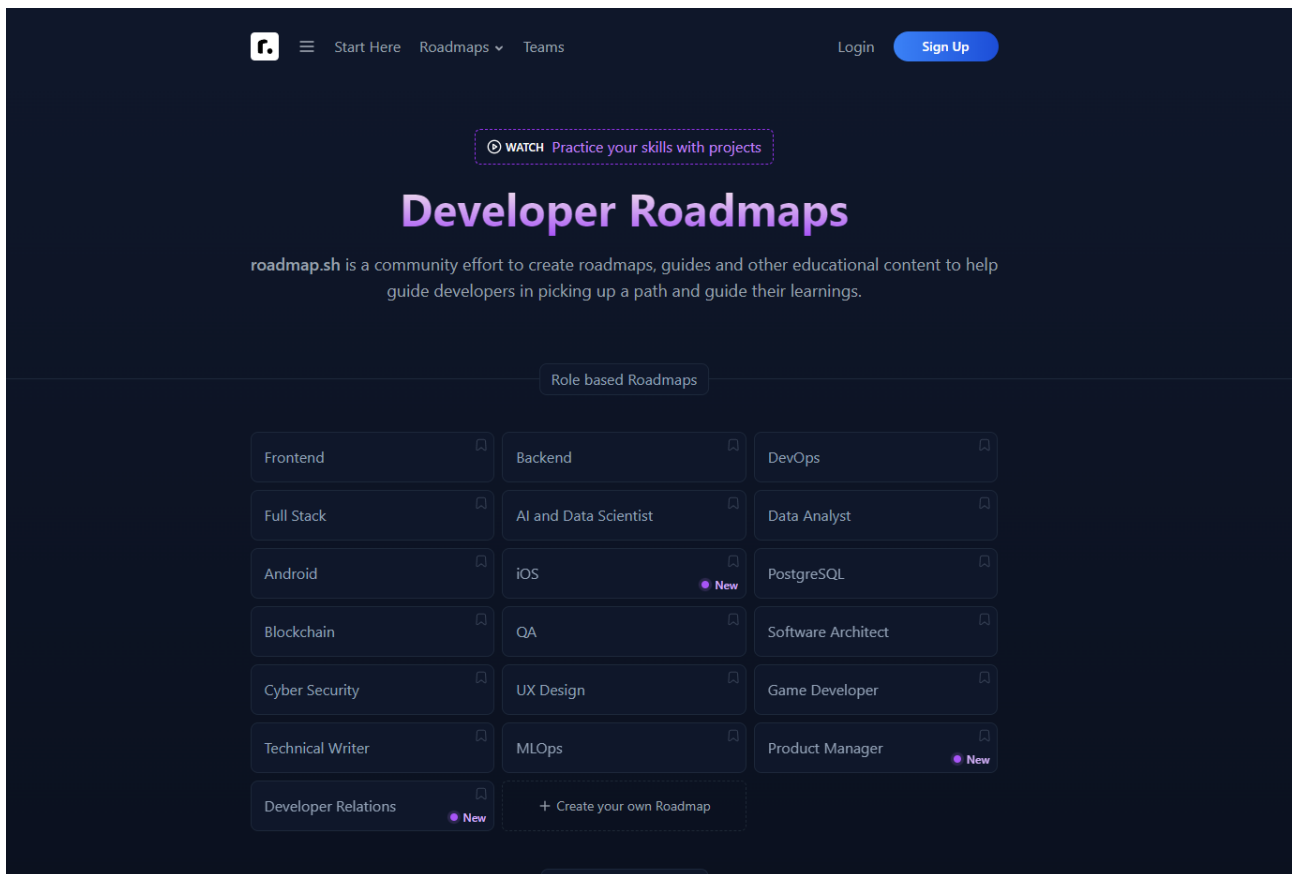 r.
Start Here Roadmaps Teams Login Sign Up
WATCH Practice your skills with projects
Developer Roadmaps
roadmap.sh is a community effort to create roadmaps, guides and other educational content to help
guide developers in picking up a path and guide their learnings.
Role based Roadmaps
Frontend Backend DevOps
Full Stack AI and Data Scientist Data Analyst
Android iOS New PostgreSQL
Blockchain QA Software Architect
Cyber Security UX Design Game Developer
Technical Writer MLOps Product Manager New
Developer Relations New + Create your own Roadmap